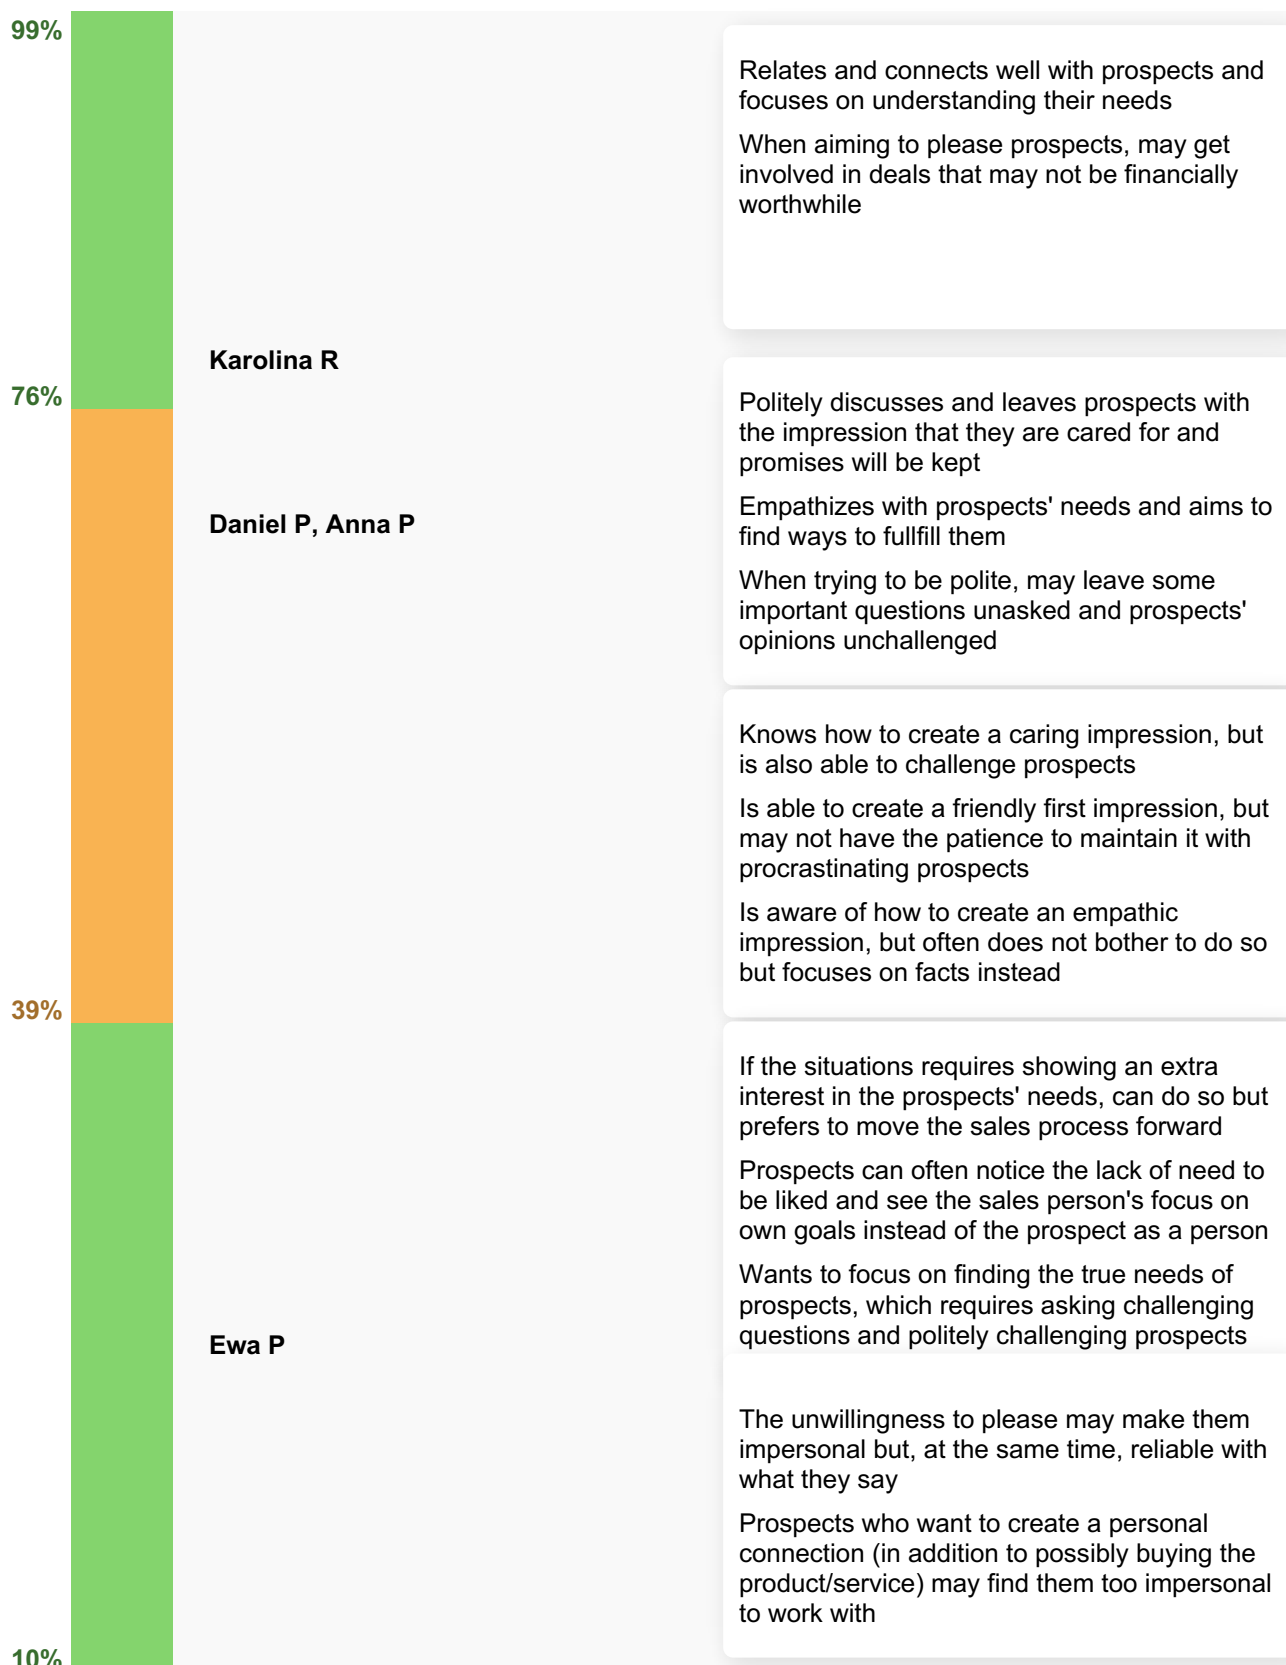 99%
Relates and connects well with prospects and
focuses on understanding their needs
When aiming to please prospects, may get
involved in deals that may not be financially
worthwhile
Karolina R
76%
Politely discusses and leaves prospects with
the impression that they are cared for and
promises will be kept
Daniel P, Anna P
Empathizes with prospects' needs and aims to
find ways to fullfill them
When trying to be polite, may leave some
important questions unasked and prospects'
opinions unchallenged
Knows how to create a caring impression, but
is also able to challenge prospects
Is able to create a friendly first impression, but
may not have the patience to maintain it with
procrastinating prospects
Is aware of how to create an empathic
impression, but often does not bother to do so
but focuses on facts instead
39%
If the situations requires showing an extra
interest in the prospects' needs, can do so but
prefers to move the sales process forward
Prospects can often notice the lack of need to
be liked and see the sales person's focus on
own goals instead of the prospect as a person
Wants to focus on finding the true needs of
prospects, which requires asking challenging
questions and politely challenging prospects
Ewa P
The unwillingness to please may make them
impersonal but, at the same time, reliable with
what they say
Prospects who want to create a personal
connection (in addition to possibly buying the
product/service) may find them too impersonal
to work with
10%